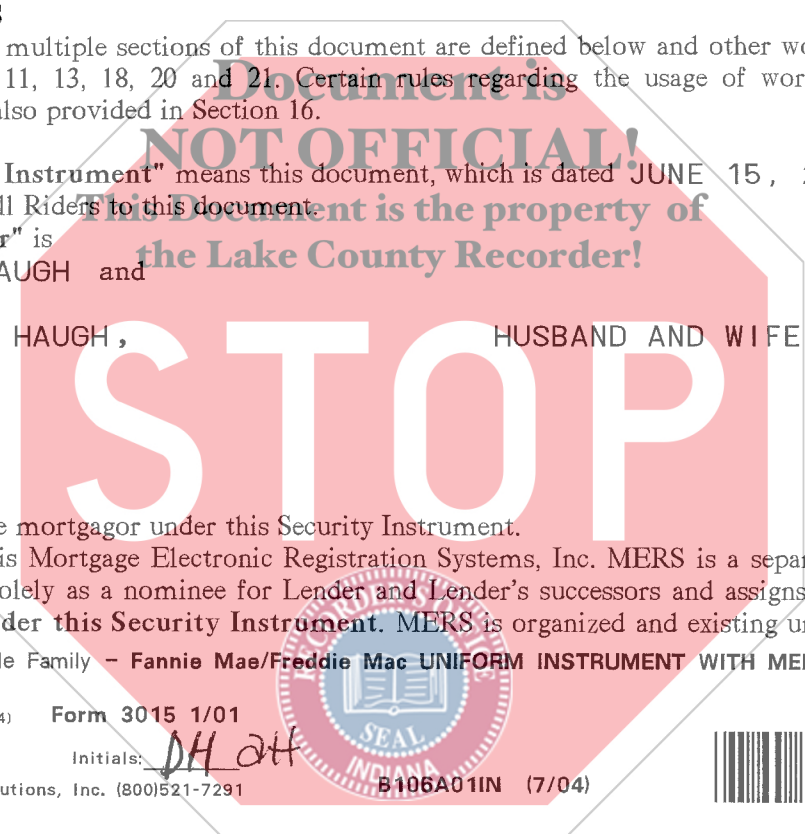 S
multiple sections of this document are defined below and other wo
11, 13, 18, 20 and 21. Certain rules regarding the usage of wor
also provided in Section 16.
Document is
NOT OFFICIAL!
This Document is the property of
the Lake County Recorder!
Instrument" means this document, which is dated JUNE 15,
ll Riders to this document.
r" is
AUGH and
HAUGH, HUSBAND AND WIFE
STOP
e mortgagor under this Security Instrument.
is Mortgage Electronic Registration Systems, Inc. MERS is a separ
olely as a nominee for Lender and Lender's successors and assigns
der this Security Instrument. MERS is organized and existing u
le Family - Fannie Mae/Freddie Mac UNIFORM INSTRUMENT WITH ME
4) Form 3015 1/01
Initials: DH aH
utions, Inc. (800)521-7291
B106A01IN (7/04)
RECORDER'S OFFICE
SEAL
INDIANA